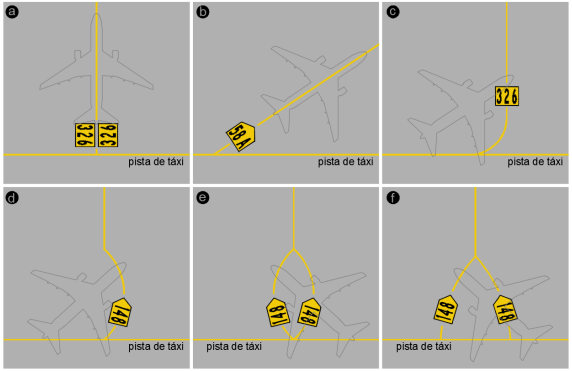 a
326 326
pista de táxi
b
58A
pista de táxi
c
326
pista de táxi
d
148
pista de táxi
e
148 148
pista de táxi
f
148 148
pista de táxi